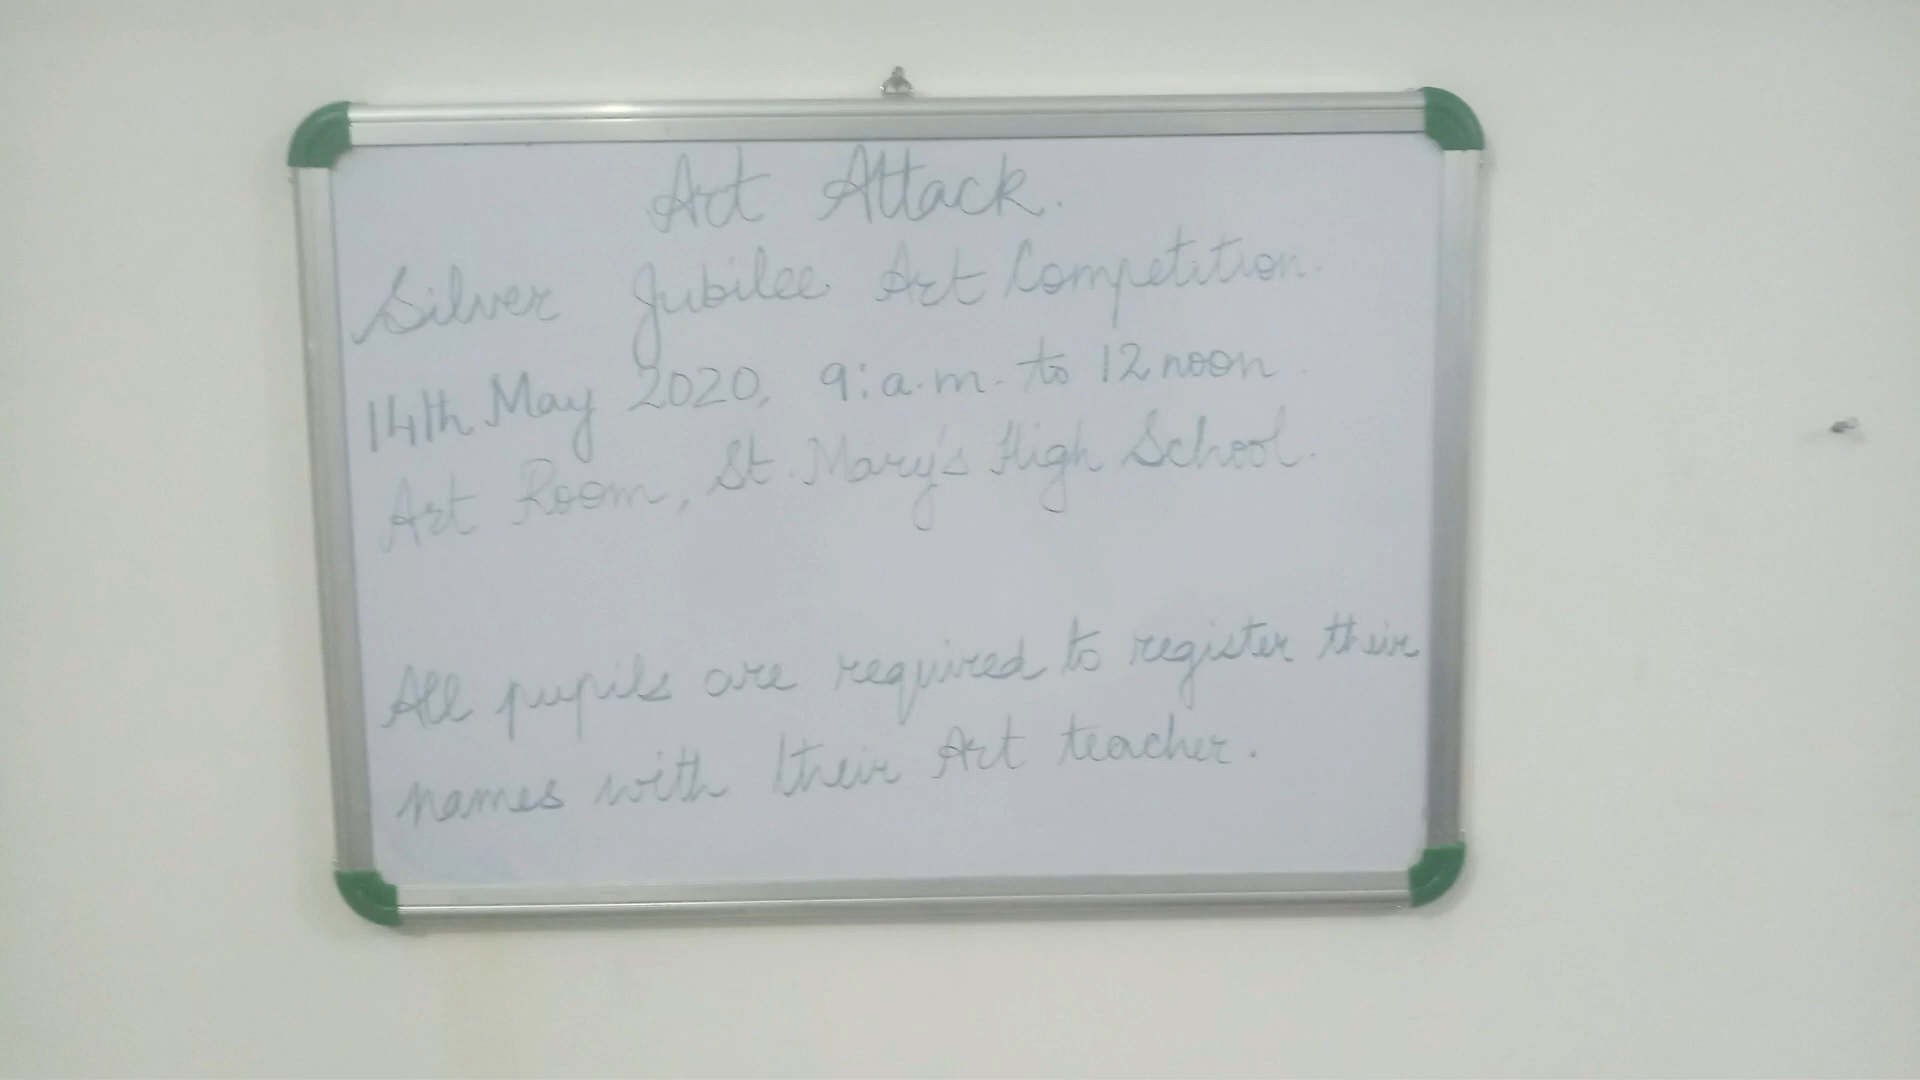 Art Attack.
Silver Jubilee Art Competition.
14th May 2020, 9:a.m. to 12 noon.
Art Room, St. Mary's High School.
All pupils are required to register their
names with their Art teacher.